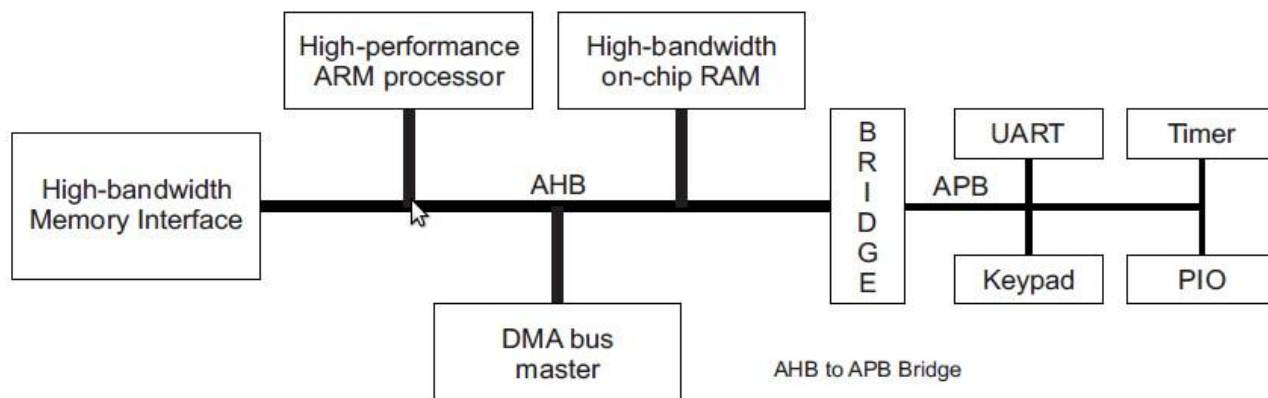 High-performance
ARM processor
High-bandwidth
on-chip RAM
High-bandwidth
Memory Interface
AHB
B
R
I
D
G
E
APB
UART
Timer
Keypad
PIO
DMA bus
master
AHB to APB Bridge